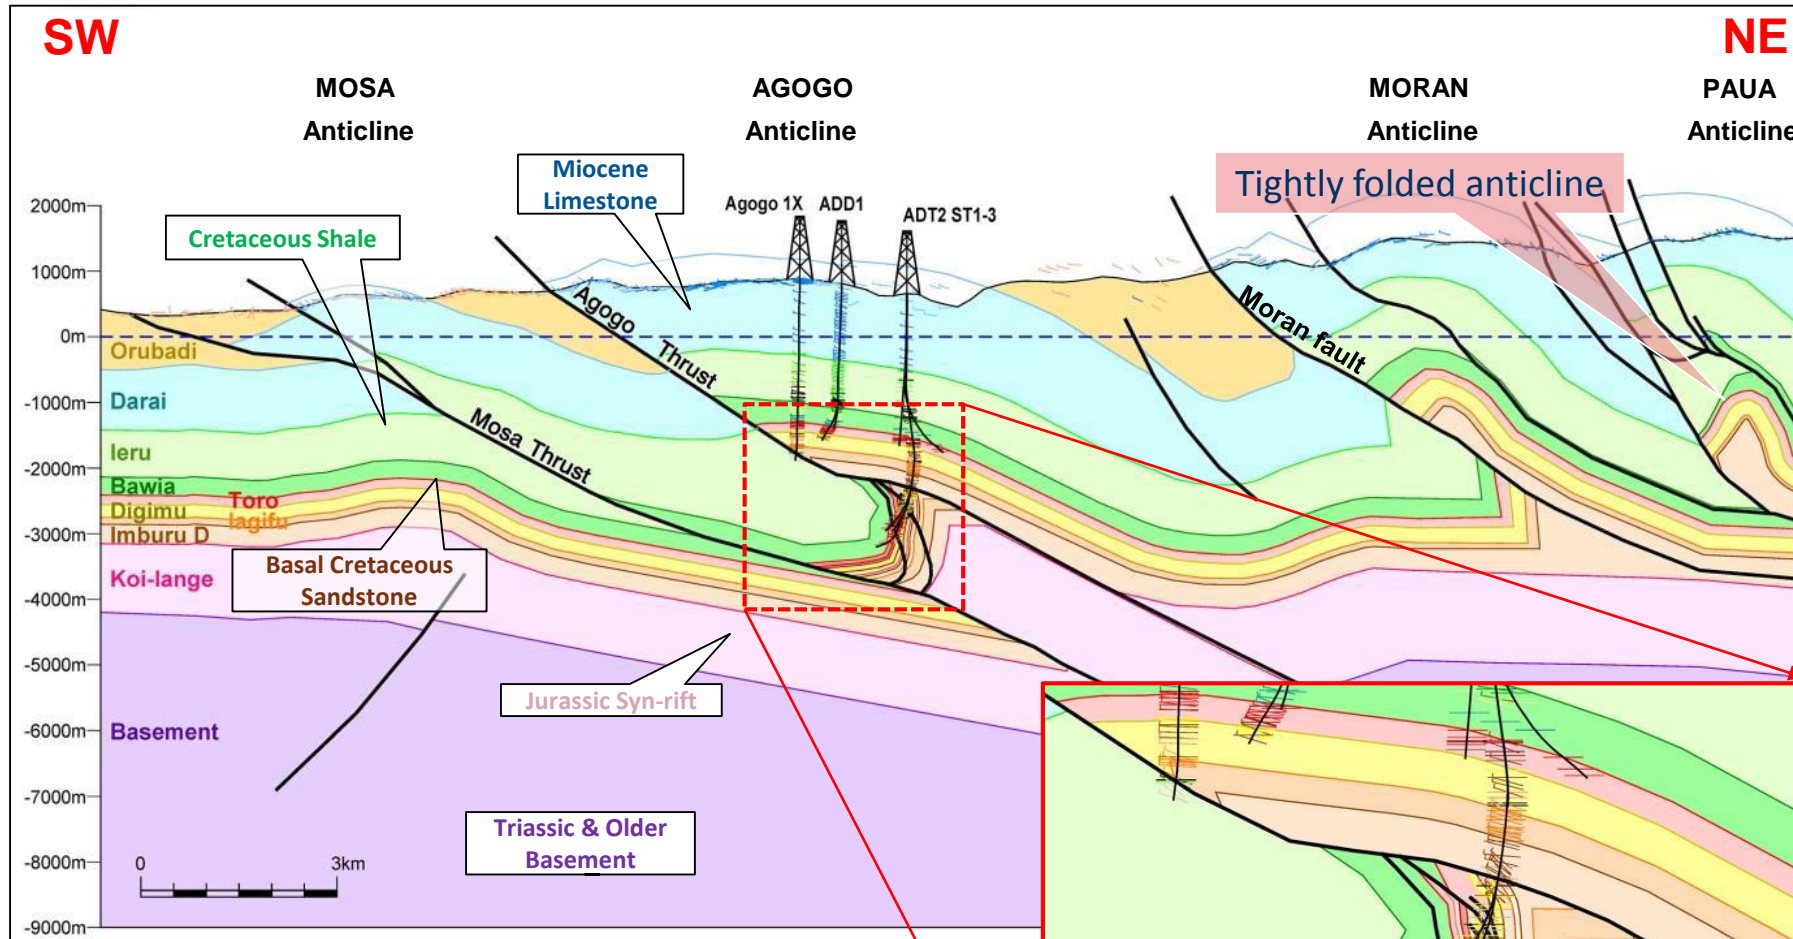 SW
NE
MOSA
Anticline
AGOGO
Anticline
MORAN
Anticline
PAUA
Anticline
Tightly folded anticline
Miocene
Limestone
Cretaceous Shale
Agogo 1X
ADD1
ADT2 ST1-3
2000m
1000m
0m
-1000m
-2000m
-3000m
-4000m
-5000m
-6000m
-7000m
-8000m
-9000m
Agogo Thrust
Mosa Thrust
Moran fault
Orubadi
Darai
Ieru
Bawia
Toro
Digimu
Iagifu
Imburu D
Koi-Iange
Basement
Basal Cretaceous
Sandstone
Jurassic Syn-rift
Triassic & Older
Basement
0
3km